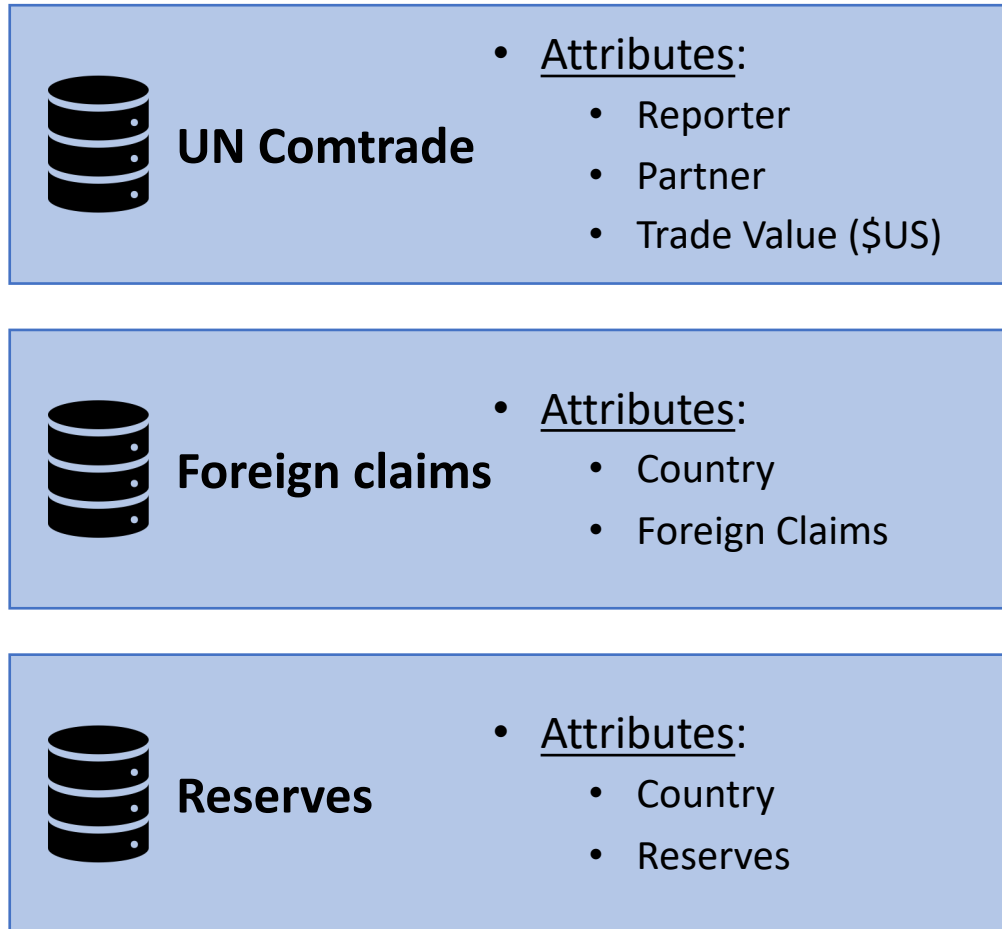 UN Comtrade
• Attributes:
• Reporter
• Partner
• Trade Value ($US)
Foreign claims
• Attributes:
• Country
• Foreign Claims
Reserves
• Attributes:
• Country
• Reserves